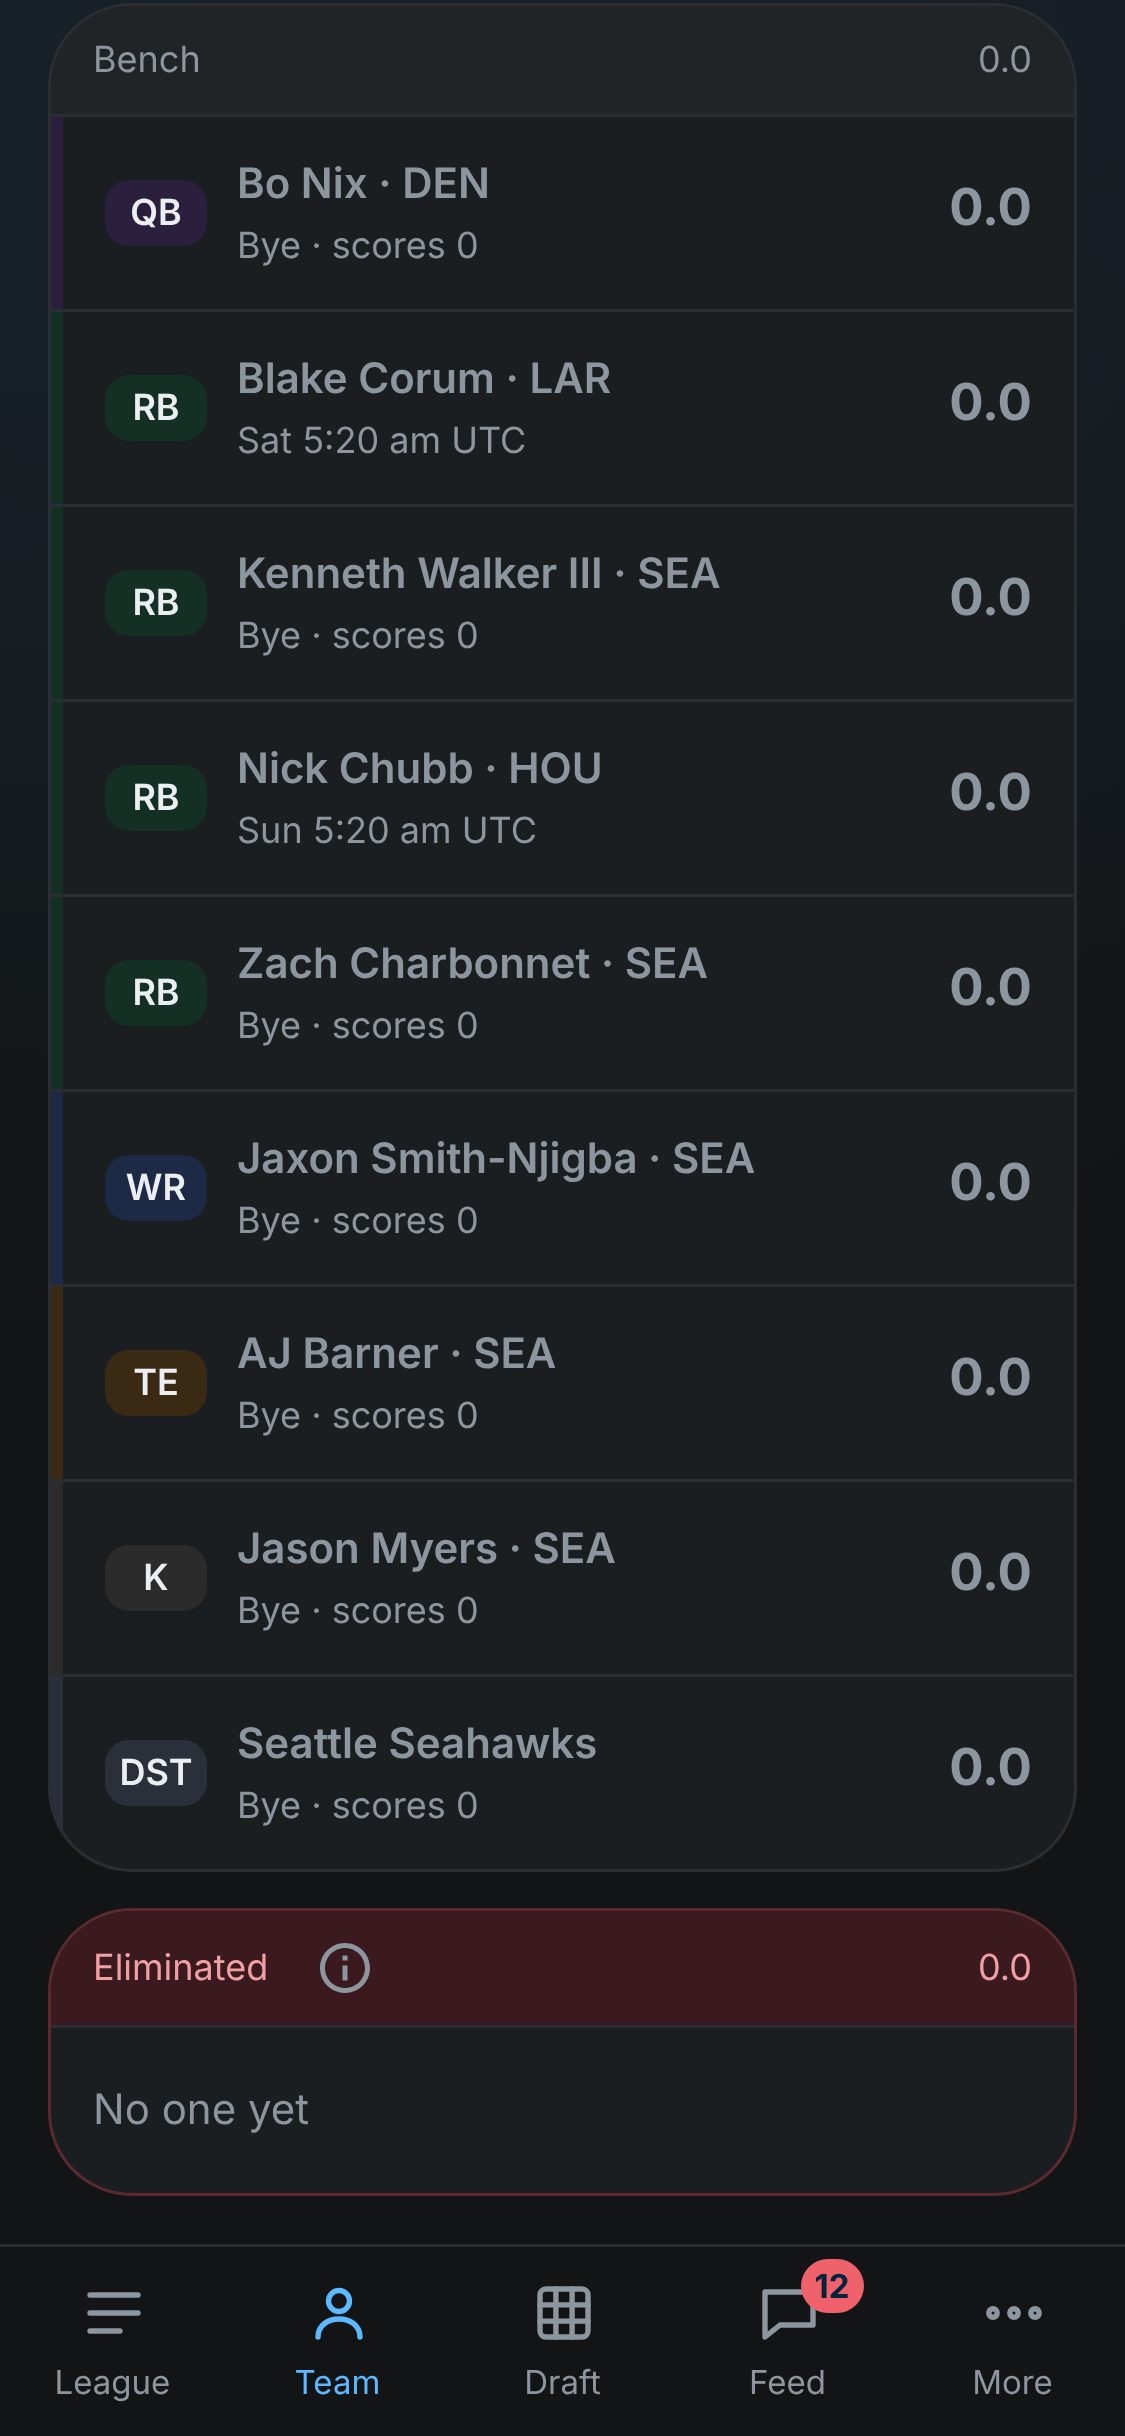 Bench 0.0
QB Bo Nix · DEN 0.0
Bye · scores 0
RB Blake Corum · LAR 0.0
Sat 5:20 am UTC
RB Kenneth Walker III · SEA 0.0
Bye · scores 0
RB Nick Chubb · HOU 0.0
Sun 5:20 am UTC
RB Zach Charbonnet · SEA 0.0
Bye · scores 0
WR Jaxon Smith-Njigba · SEA 0.0
Bye · scores 0
TE AJ Barner · SEA 0.0
Bye · scores 0
K Jason Myers · SEA 0.0
Bye · scores 0
DST Seattle Seahawks 0.0
Bye · scores 0
Eliminated 0.0
No one yet
12
League Team Draft Feed More